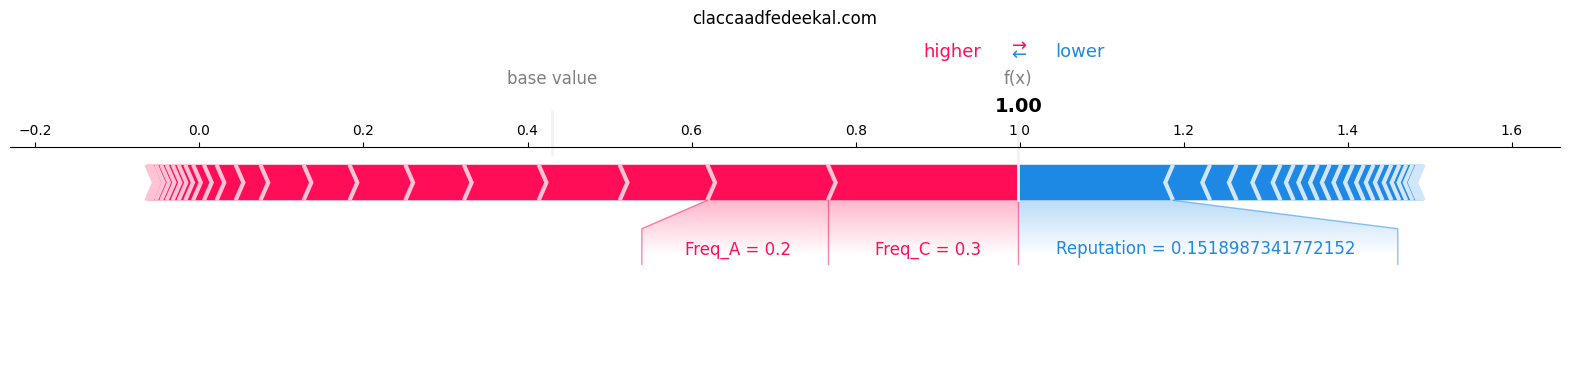 claccaadfedeekal.com
higher ⇄ lower
base value f(x)
1.00
−0.2 0.0 0.2 0.4 0.6 0.8 1.0 1.2 1.4 1.6
Freq_A = 0.2 Freq_C = 0.3 Reputation = 0.1518987341772152